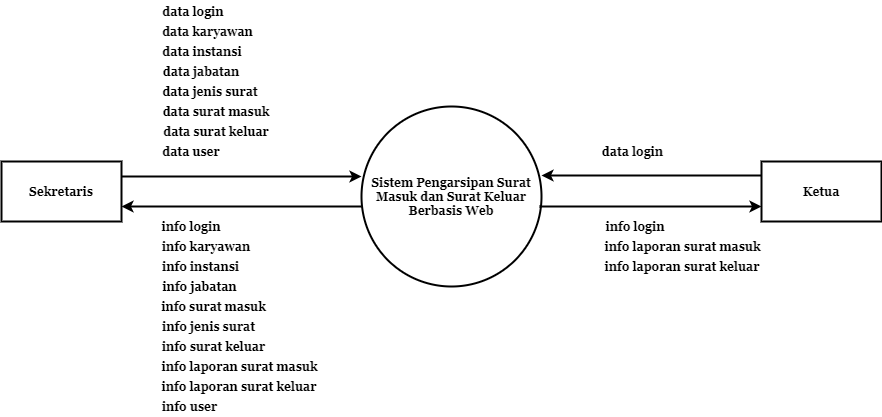 data login
data karyawan
data instansi
data jabatan
data jenis surat
data surat masuk
data surat keluar
data user
Sekretaris
Sistem Pengarsipan Surat
Masuk dan Surat Keluar
Berbasis Web
data login
Ketua
info login
info karyawan
info instansi
info jabatan
info surat masuk
info jenis surat
info surat keluar
info laporan surat masuk
info laporan surat keluar
info user
info login
info laporan surat masuk
info laporan surat keluar